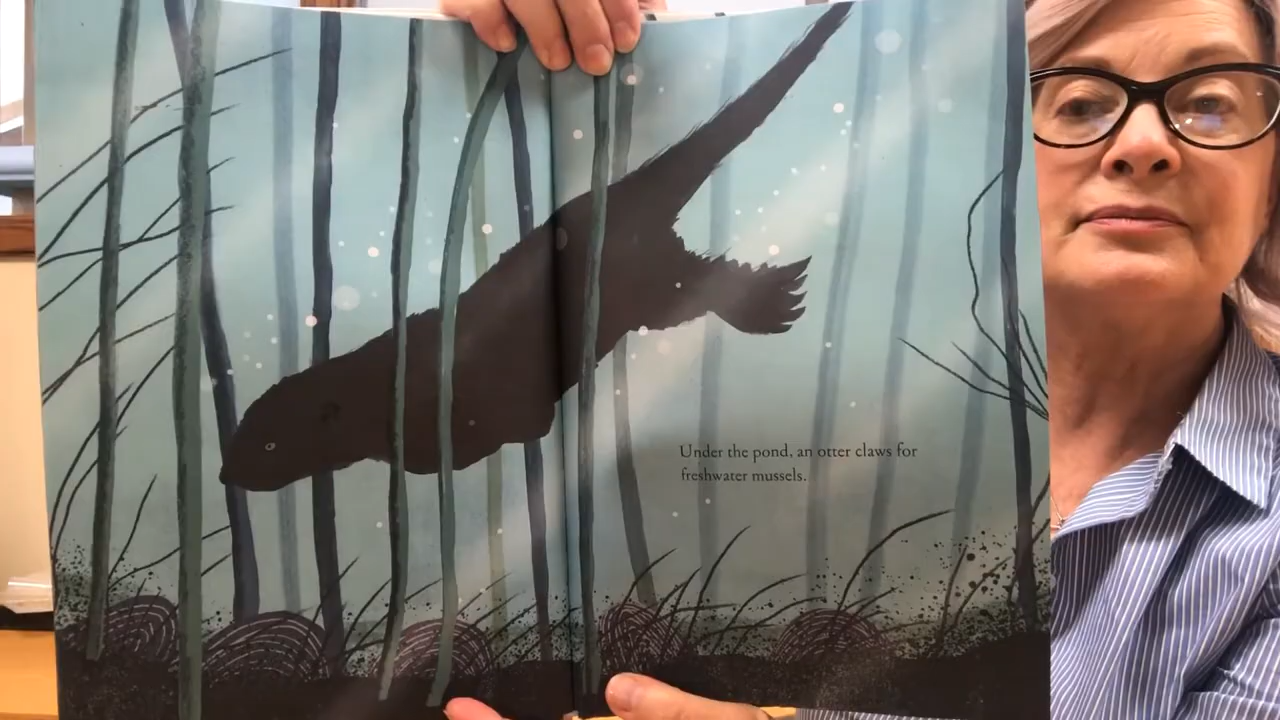 Under the pond, an otter claws for
freshwater mussels.